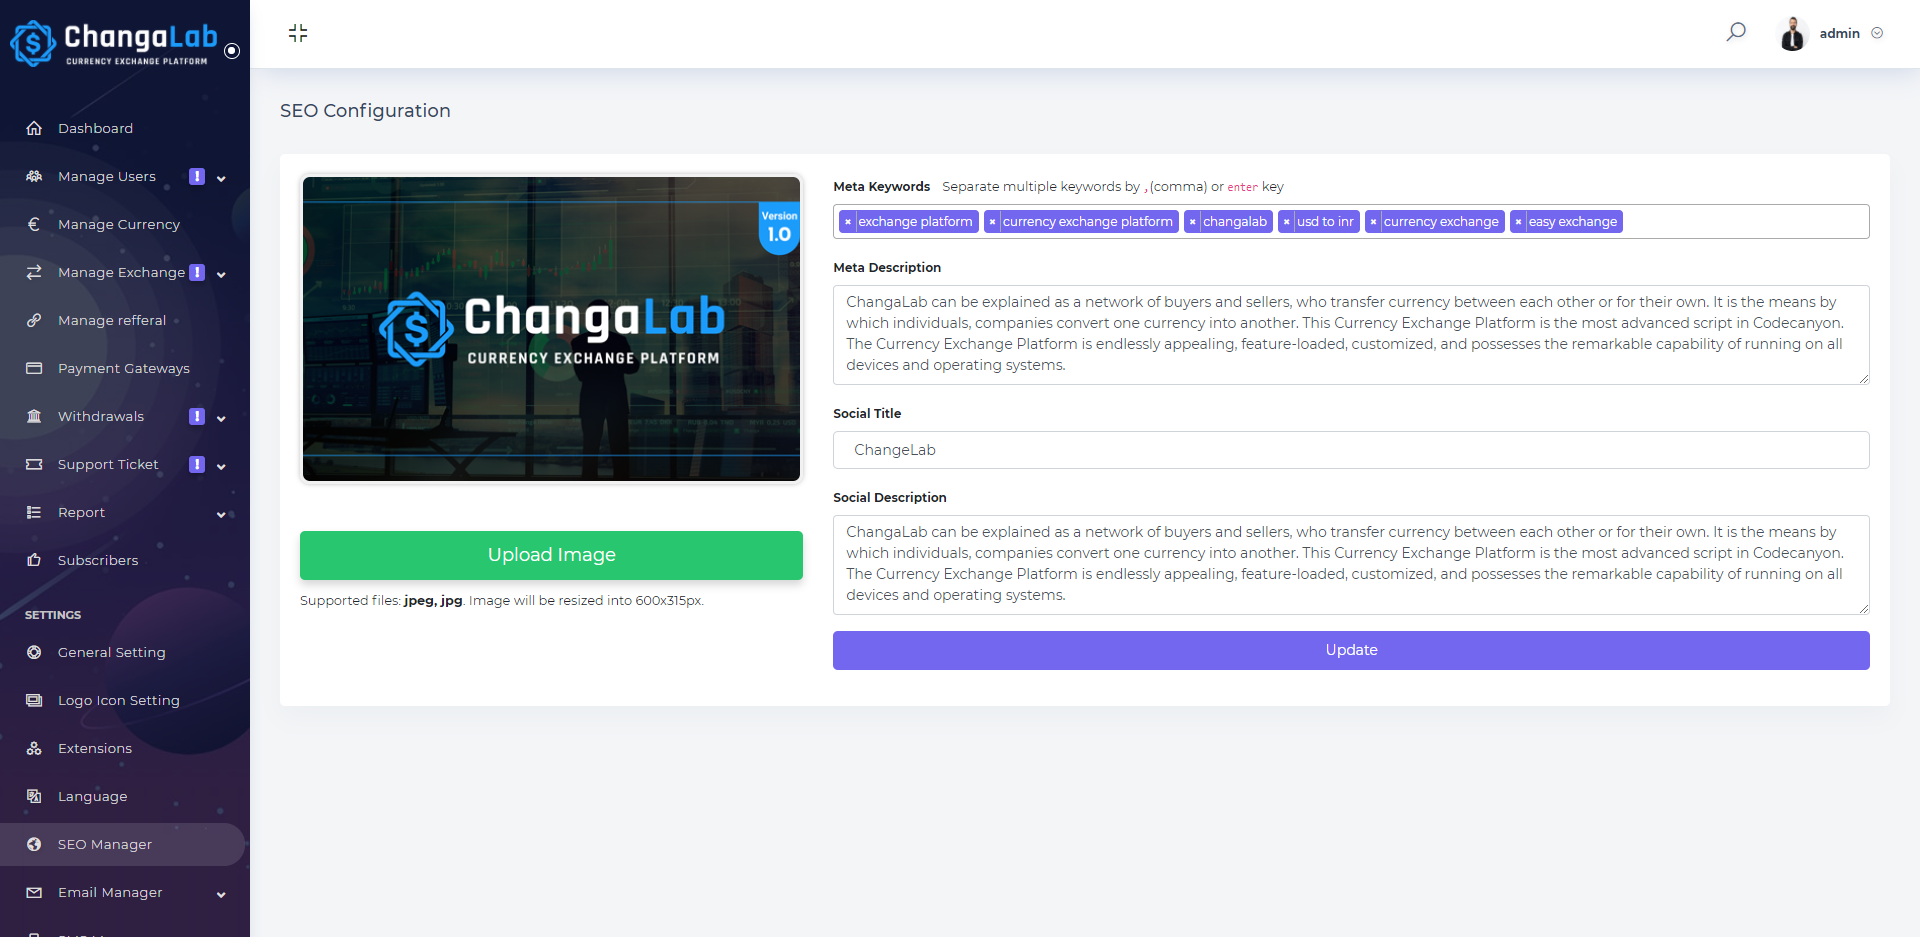 ChangaLab
CURRENCY EXCHANGE PLATFORM
admin
Dashboard
Manage Users
Manage Currency
Manage Exchange
Manage refferal
Payment Gateways
Withdrawals
Support Ticket
Report
Subscribers
SETTINGS
General Setting
Logo Icon Setting
Extensions
Language
SEO Manager
Email Manager
SEO Configuration
Version
1.0
ChangaLab
CURRENCY EXCHANGE PLATFORM
Upload Image
Supported files: jpeg, jpg. Image will be resized into 600x315px.
Meta Keywords Separate multiple keywords by ,(comma) or enter key
× exchange platform × currency exchange platform × changalab × usd to inr × currency exchange × easy exchange
Meta Description
ChangaLab can be explained as a network of buyers and sellers, who transfer currency between each other or for their own. It is the means by
which individuals, companies convert one currency into another. This Currency Exchange Platform is the most advanced script in Codecanyon.
The Currency Exchange Platform is endlessly appealing, feature-loaded, customized, and possesses the remarkable capability of running on all
devices and operating systems.
Social Title
ChangeLab
Social Description
ChangaLab can be explained as a network of buyers and sellers, who transfer currency between each other or for their own. It is the means by
which individuals, companies convert one currency into another. This Currency Exchange Platform is the most advanced script in Codecanyon.
The Currency Exchange Platform is endlessly appealing, feature-loaded, customized, and possesses the remarkable capability of running on all
devices and operating systems.
Update